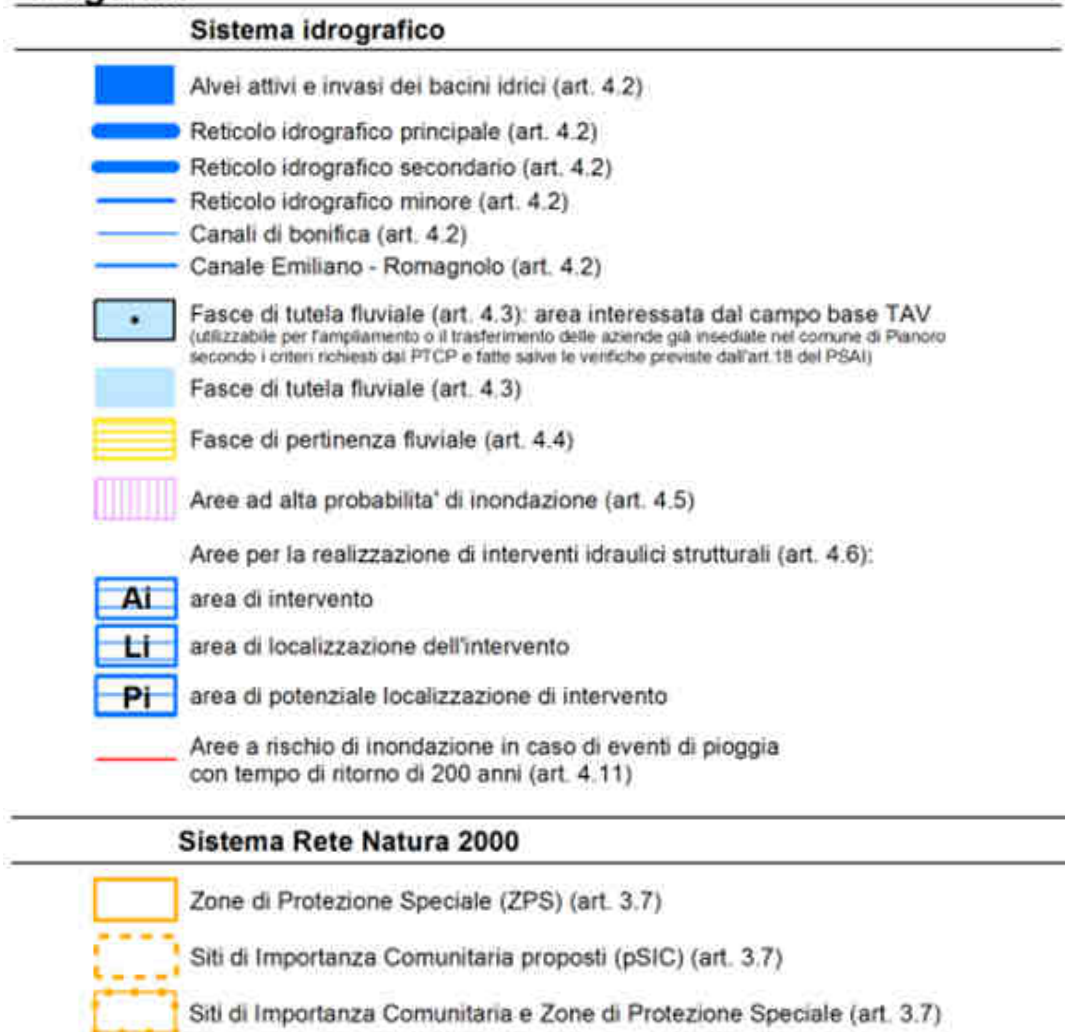 Sistema idrografico
Alvei attivi e invasi dei bacini idrici (art. 4.2)
Reticolo idrografico principale (art. 4.2)
Reticolo idrografico secondario (art. 4.2)
Reticolo idrografico minore (art. 4.2)
Canali di bonifica (art. 4.2)
Canale Emiliano - Romagnolo (art. 4.2)
Fasce di tutela fluviale (art. 4.3): area interessata dal campo base TAV
(utilizzabile per l'ampliamento o il trasferimento delle aziende già insediate nel comune di Pianoro
secondo i criteri richiesti dal PTCP e fatte salve le verifiche previste dall'art.18 del PSAI)
Fasce di tutela fluviale (art. 4.3)
Fasce di pertinenza fluviale (art. 4.4)
Aree ad alta probabilita' di inondazione (art. 4.5)
Aree per la realizzazione di interventi idraulici strutturali (art. 4.6):
Ai area di intervento
Li area di localizzazione dell'intervento
Pi area di potenziale localizzazione di intervento
Aree a rischio di inondazione in caso di eventi di pioggia
con tempo di ritorno di 200 anni (art. 4.11)
Sistema Rete Natura 2000
Zone di Protezione Speciale (ZPS) (art. 3.7)
Siti di Importanza Comunitaria proposti (pSIC) (art. 3.7)
Siti di Importanza Comunitaria e Zone di Protezione Speciale (art. 3.7)